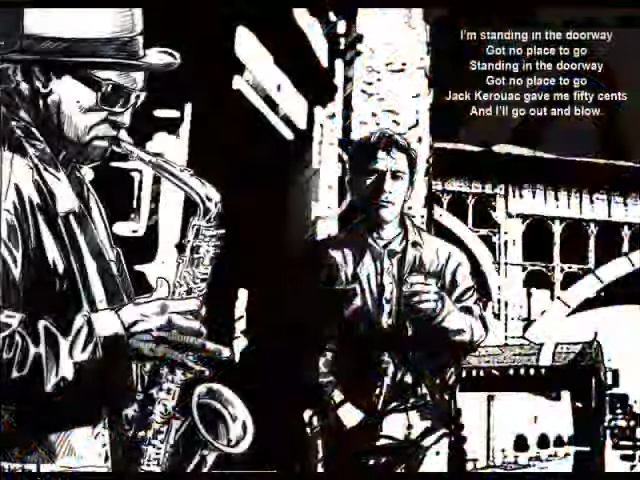 I'm standing in the doorway
Got no place to go
Standing in the doorway
Got no place to go
Jack Kerouac gave me fifty cents
And I'll go out and blow.